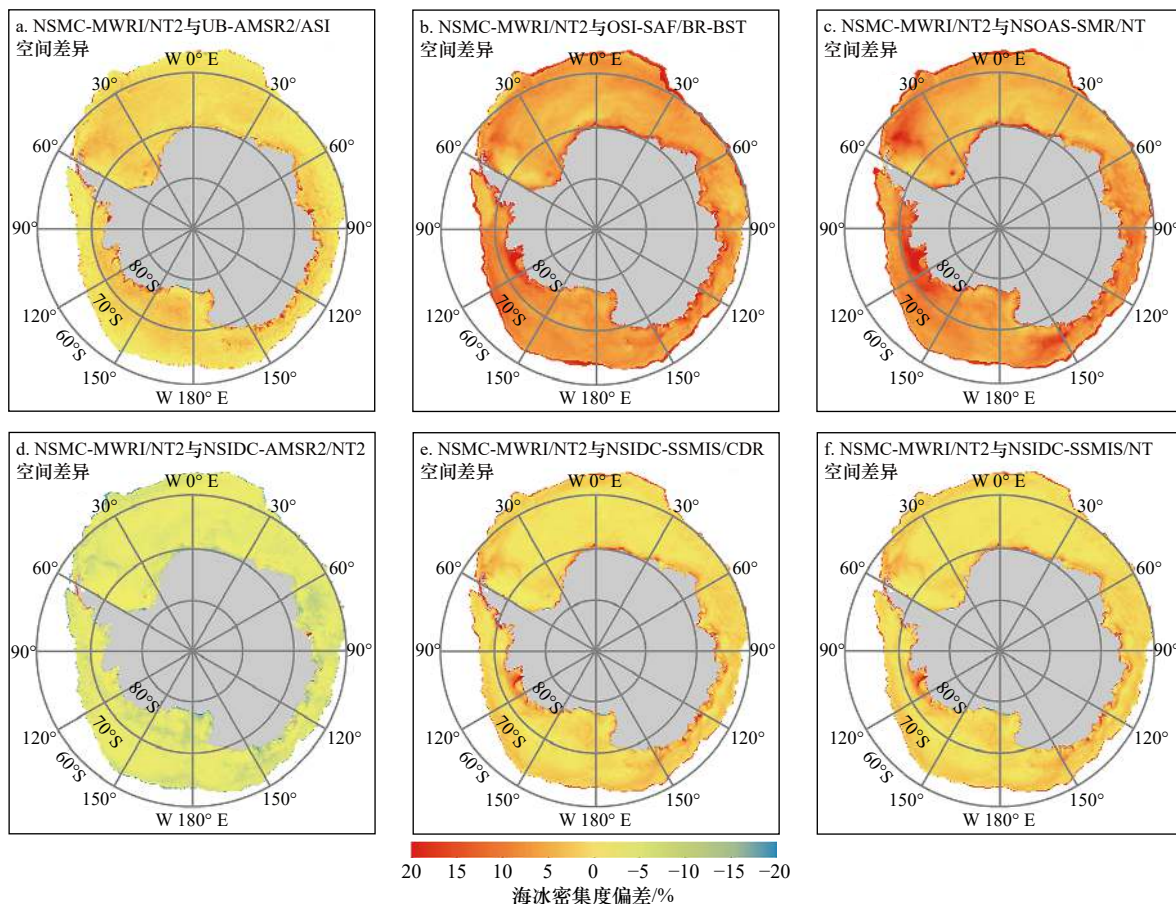 a. NSMC-MWRI/NT2与UB-AMSR2/ASI
空间差异
W 0° E
30°
30°
60°
60°
90°
90°
80°S
70°S
120°
120°
60°S
150°
150°
W 180° E
b. NSMC-MWRI/NT2与OSI-SAF/BR-BST
空间差异
W 0° E
30°
30°
60°
60°
90°
90°
80°S
70°S
120°
120°
60°S
150°
150°
W 180° E
c. NSMC-MWRI/NT2与NSOAS-SMR/NT
空间差异
W 0° E
30°
30°
60°
60°
90°
90°
80°S
70°S
120°
120°
60°S
150°
150°
W 180° E
d. NSMC-MWRI/NT2与NSIDC-AMSR2/NT2
空间差异
W 0° E
30°
30°
60°
60°
90°
90°
80°S
70°S
120°
120°
60°S
150°
150°
W 180° E
e. NSMC-MWRI/NT2与NSIDC-SSMIS/CDR
空间差异
W 0° E
30°
30°
60°
60°
90°
90°
80°S
70°S
120°
120°
60°S
150°
150°
W 180° E
f. NSMC-MWRI/NT2与NSIDC-SSMIS/NT
空间差异
W 0° E
30°
30°
60°
60°
90°
90°
80°S
70°S
120°
120°
60°S
150°
150°
W 180° E
20 15 10 5 0 −5 −10 −15 −20
海冰密集度偏差/%